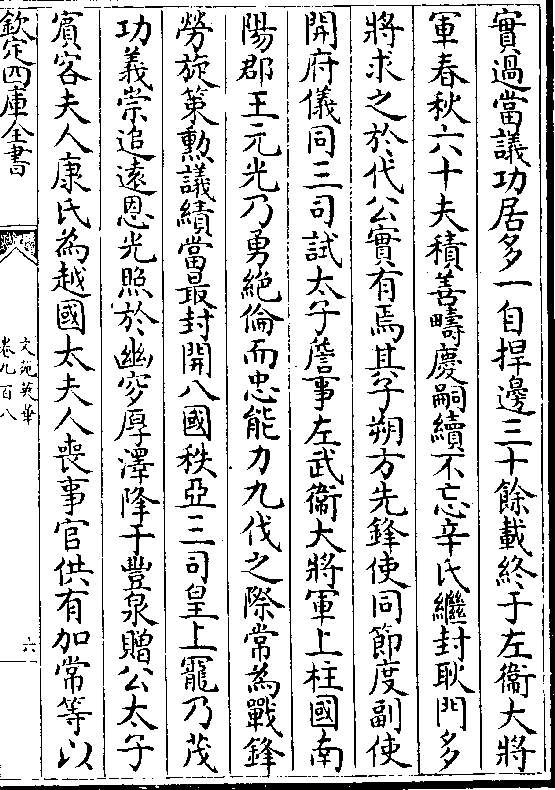 實過當議功居多一自捍邊三十餘載終于左衞大將
軍春秋六十夫積善疇慶嗣續不忘辛氏繼封耿門多
將求之於代公實有焉其子朔方先鋒使同節度副使
開府儀同三司試太子詹事左武衞大將軍上柱國南
陽郡王元光乃勇絶倫而忠能力九伐之際常為戰鋒
勞旋策勲議績當最封開八國秩亞三司皇上寵乃茂
功義崇追遠恩光照於幽穸厚澤降于豐泉贈公太子
賓客夫人康氏為越國太夫人喪事官供有加常等以
欽定四庫全書
文苑英華
卷九百八
六